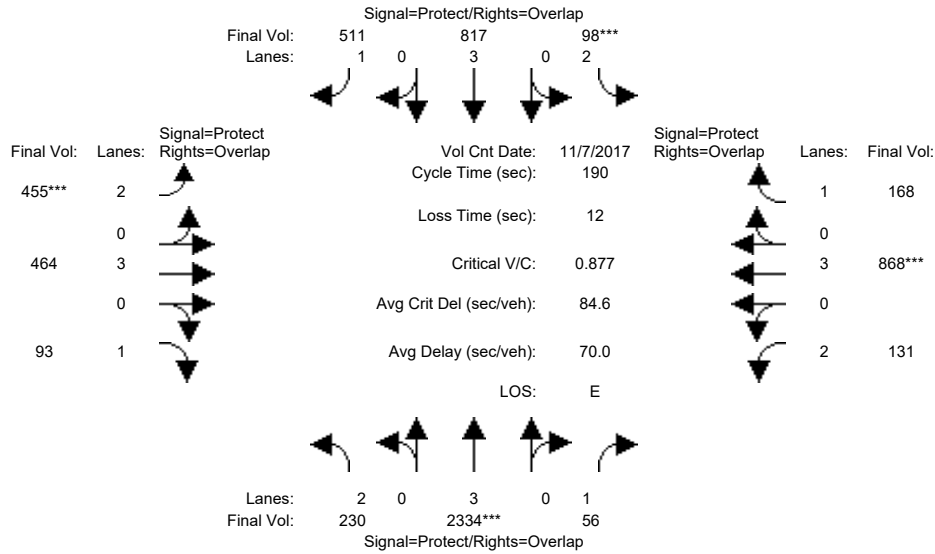 Signal=Protect/Rights=Overlap
Final Vol: 511 817 98***
Lanes: 1 0 3 0 2
Signal=Protect Signal=Protect
Final Vol: Lanes: Rights=Overlap Vol Cnt Date: 11/7/2017 Rights=Overlap Lanes: Final Vol:
Cycle Time (sec): 190
455*** 2 1 168
Loss Time (sec): 12
0 0
464 3 Critical V/C: 0.877 3 868***
0 Avg Crit Del (sec/veh): 84.6 0
93 1 Avg Delay (sec/veh): 70.0 2 131
LOS: E
Lanes: 2 0 3 0 1
Final Vol: 230 2334*** 56
Signal=Protect/Rights=Overlap